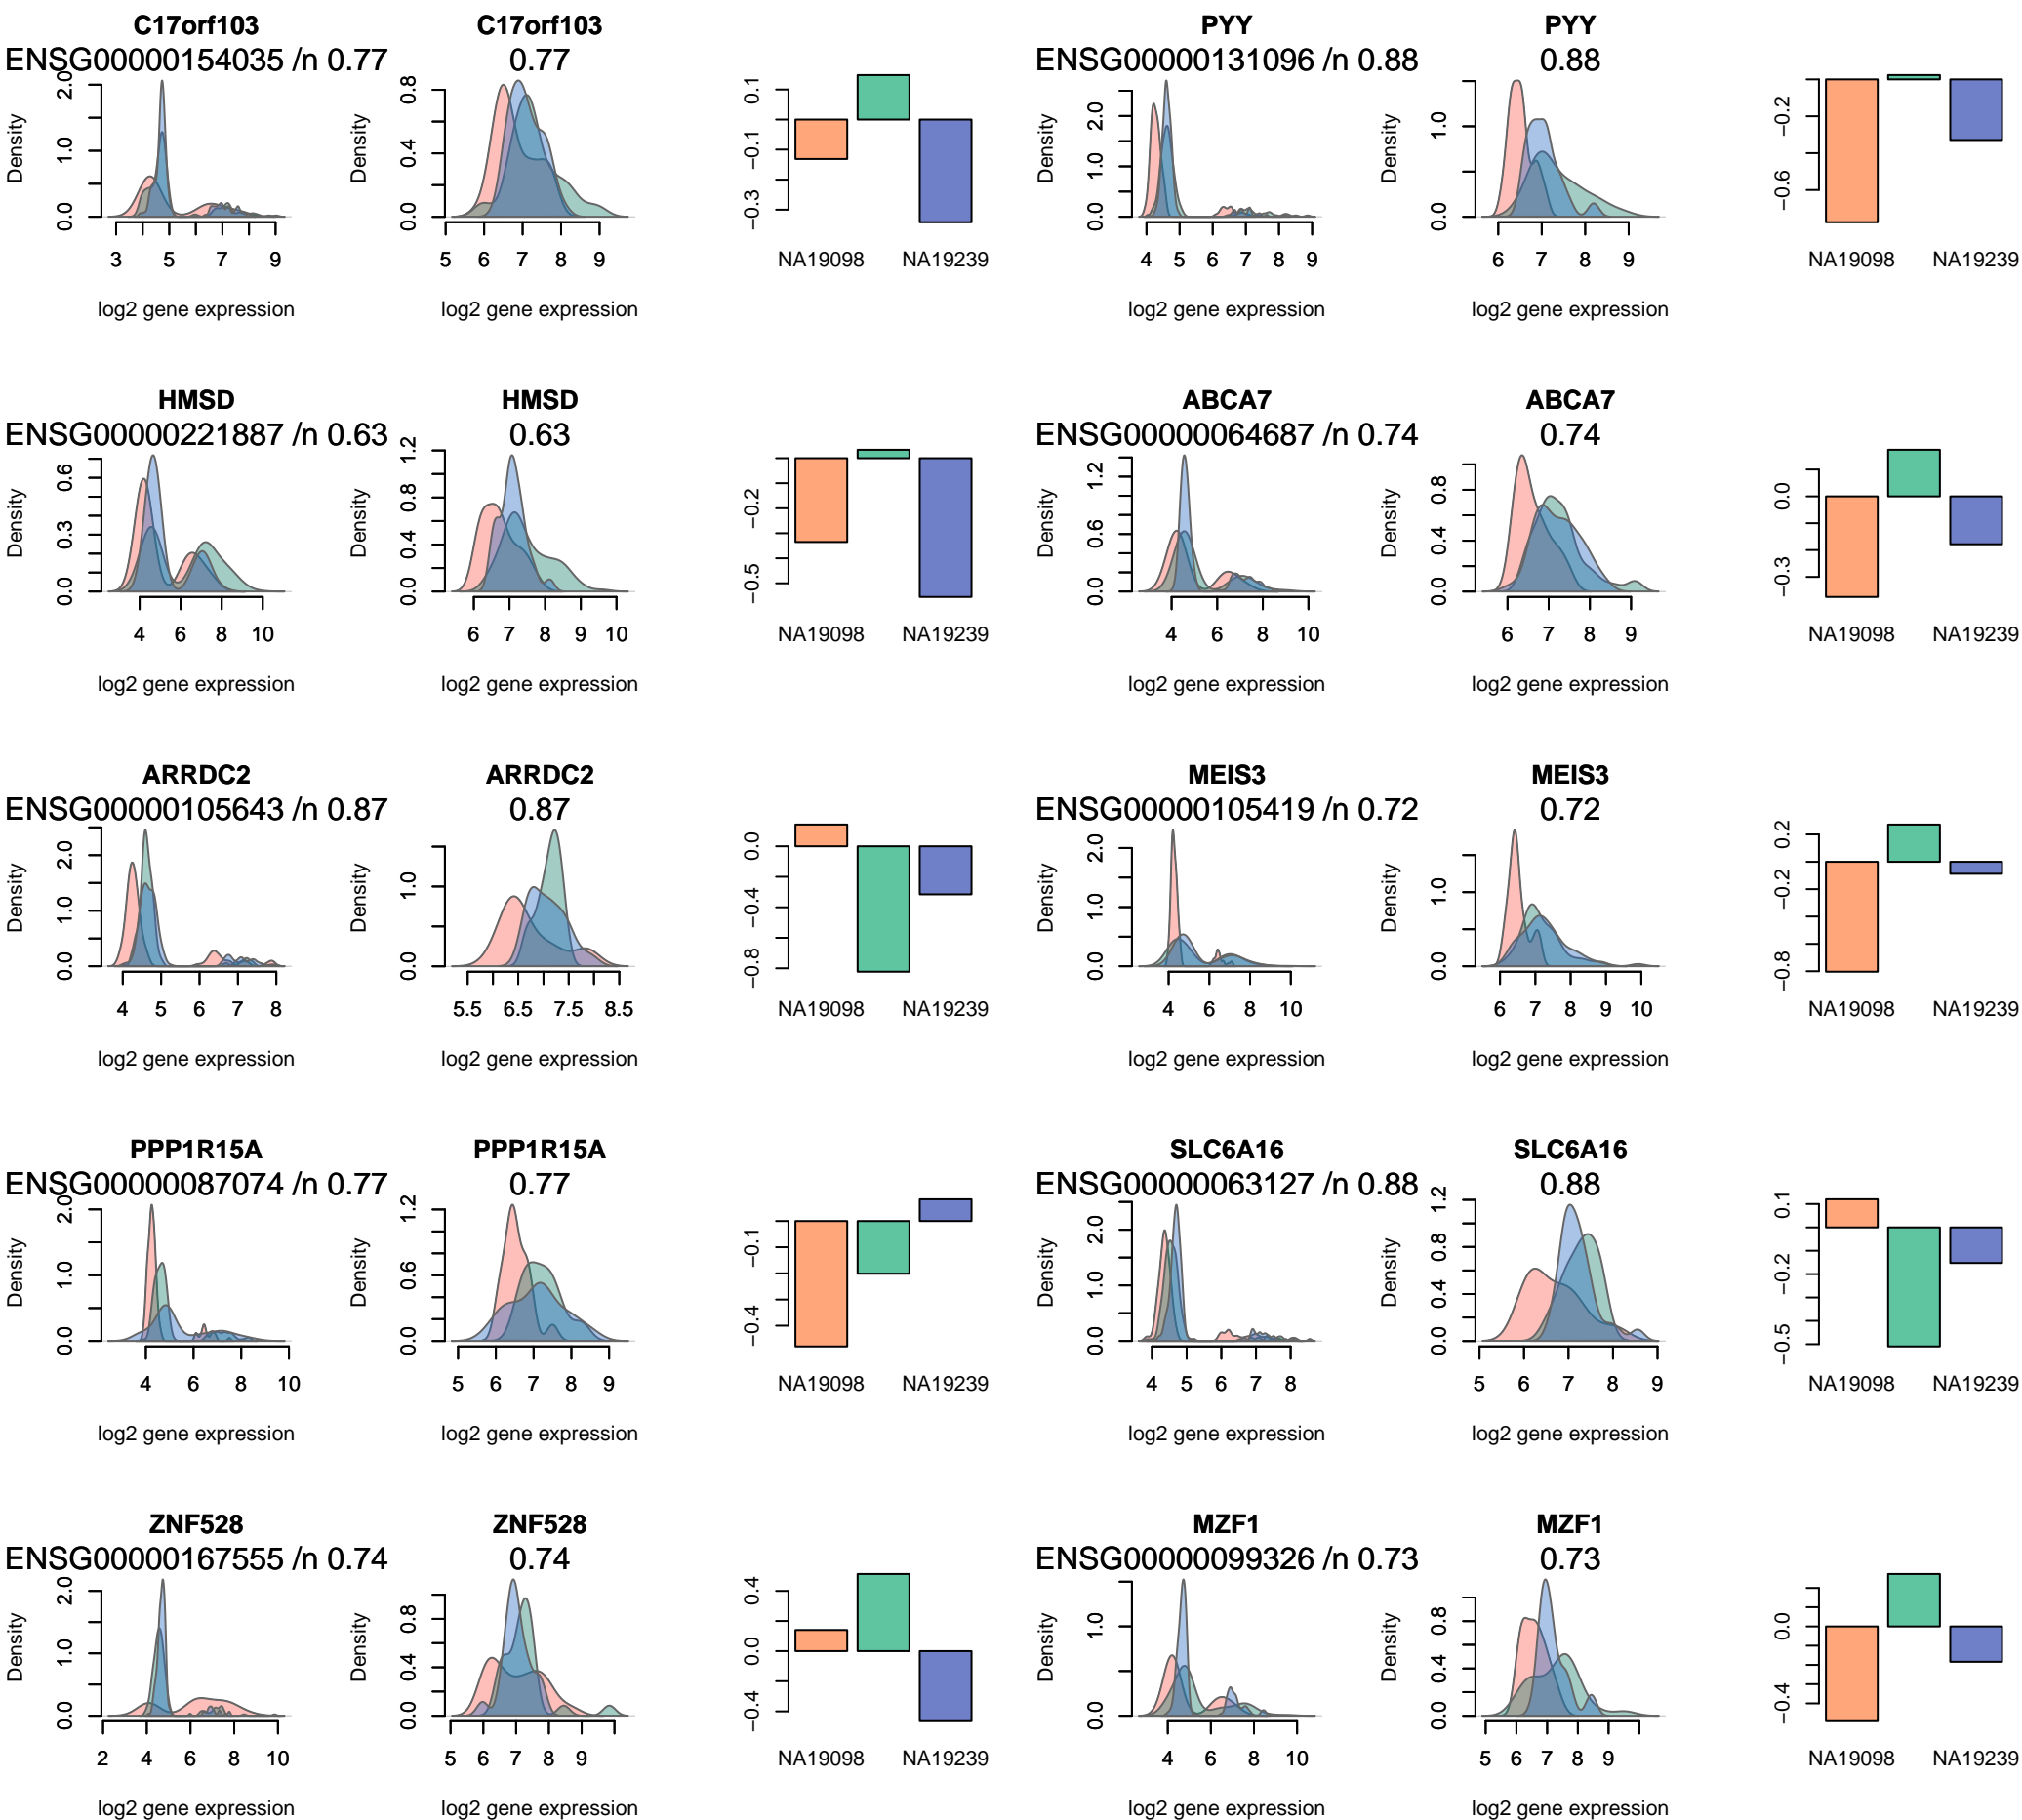 C17orf103 C17orf103 PYY PYY
ENSG00000154035 /n 0.77 0.77 ENSG00000131096 /n 0.88 0.88
Density 0.0 1.0 2.0 Density 0.0 0.4 0.8 -0.3 -0.1 0.1 Density 0.0 1.0 2.0 Density 0.0 1.0 -0.6 -0.2
3 5 7 9 5 6 7 8 9 NA19098 NA19239 4 5 6 7 8 9 6 7 8 9 NA19098 NA19239
log2 gene expression log2 gene expression log2 gene expression log2 gene expression
HMSD HMSD ABCA7 ABCA7
ENSG00000221887 /n 0.63 0.63 ENSG00000064687 /n 0.74 0.74
Density 0.0 0.3 0.6 Density 0.0 0.4 0.8 1.2 -0.5 -0.2 Density 0.0 0.6 1.2 Density 0.0 0.4 0.8 -0.3 0.0
4 6 8 10 6 7 8 9 10 NA19098 NA19239 4 6 8 10 6 7 8 9 NA19098 NA19239
log2 gene expression log2 gene expression log2 gene expression log2 gene expression
ARRDC2 ARRDC2 MEIS3 MEIS3
ENSG00000105643 /n 0.87 0.87 ENSG00000105419 /n 0.72 0.72
Density 0.0 1.0 2.0 Density 0.0 1.0 -0.8 -0.4 0.0 Density 0.0 1.0 2.0 Density 0.0 1.0 -0.8 -0.2 0.2
4 5 6 7 8 5.5 6.5 7.5 8.5 NA19098 NA19239 4 6 8 10 6 7 8 9 10 NA19098 NA19239
log2 gene expression log2 gene expression log2 gene expression log2 gene expression
PPP1R15A PPP1R15A SLC6A16 SLC6A16
ENSG00000087074 /n 0.77 0.77 ENSG00000063127 /n 0.88 0.88
Density 0.0 1.0 2.0 Density 0.0 0.6 1.2 -0.4 -0.1 Density 0.0 1.0 2.0 Density 0.0 0.4 0.8 1.2 -0.5 -0.2 0.1
4 6 8 10 5 6 7 8 9 NA19098 NA19239 4 5 6 7 8 5 6 7 8 9 NA19098 NA19239
log2 gene expression log2 gene expression log2 gene expression log2 gene expression
ZNF528 ZNF528 MZF1 MZF1
ENSG00000167555 /n 0.74 0.74 ENSG00000099326 /n 0.73 0.73
Density 0.0 1.0 2.0 Density 0.0 0.4 0.8 -0.4 0.0 0.4 Density 0.0 1.0 Density 0.0 0.4 0.8 -0.4 0.0
2 4 6 8 10 5 6 7 8 9 NA19098 NA19239 4 6 8 10 5 6 7 8 9 NA19098 NA19239
log2 gene expression log2 gene expression log2 gene expression log2 gene expression